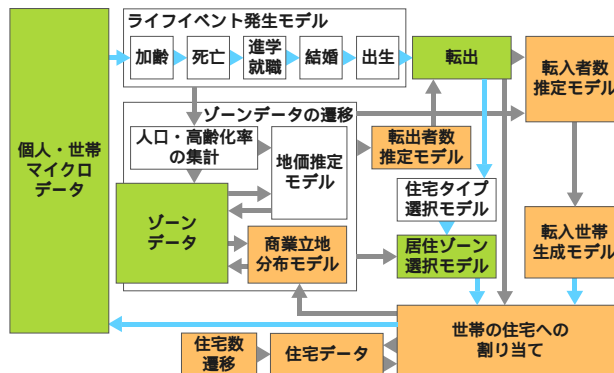 ライフイベント発生モデル
加齢
死亡
進学
就職
結婚
出生
転出
転入者数
推定モデル
ゾーンデータの遷移
人口・高齢化率
の集計
地価推定
モデル
転出者数
推定モデル
個人・世帯
マイクロ
データ
住宅タイプ
選択モデル
ゾーン
データ
商業立地
分布モデル
居住ゾーン
選択モデル
転入世帯
生成モデル
世帯の住宅への
割り当て
住宅数
遷移
住宅データ